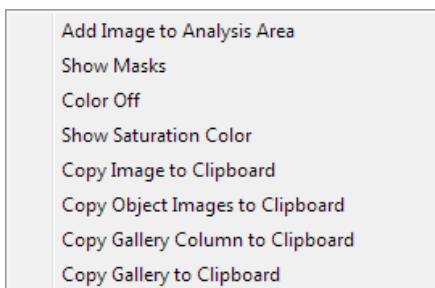 Add Image to Analysis Area
Show Masks
Color Off
Show Saturation Color
Copy Image to Clipboard
Copy Object Images to Clipboard
Copy Gallery Column to Clipboard
Copy Gallery to Clipboard